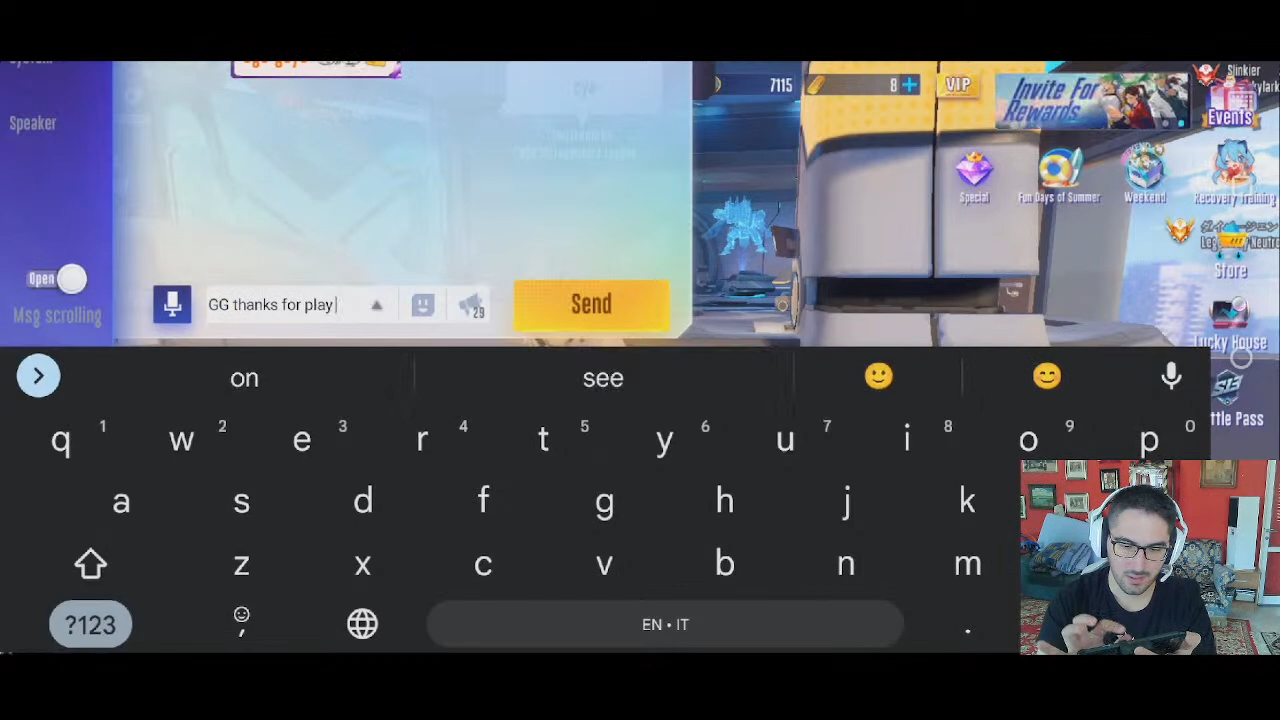 Speaker
Open
Msg scrolling
GG thanks for play
29
Send
7115
8
VIP
Invite For
Rewards
Slinkier
Events
Special
Fun Days of Summer
Weekend
Recovery Training
Store
Lucky House
S13
ttle Pass
on
see
q 1 w 2 e 3 r 4 t 5 y 6 u 7 i 8 o 9 p 0
a s d f g h j k
z x c v b n m
?123 , EN • IT .